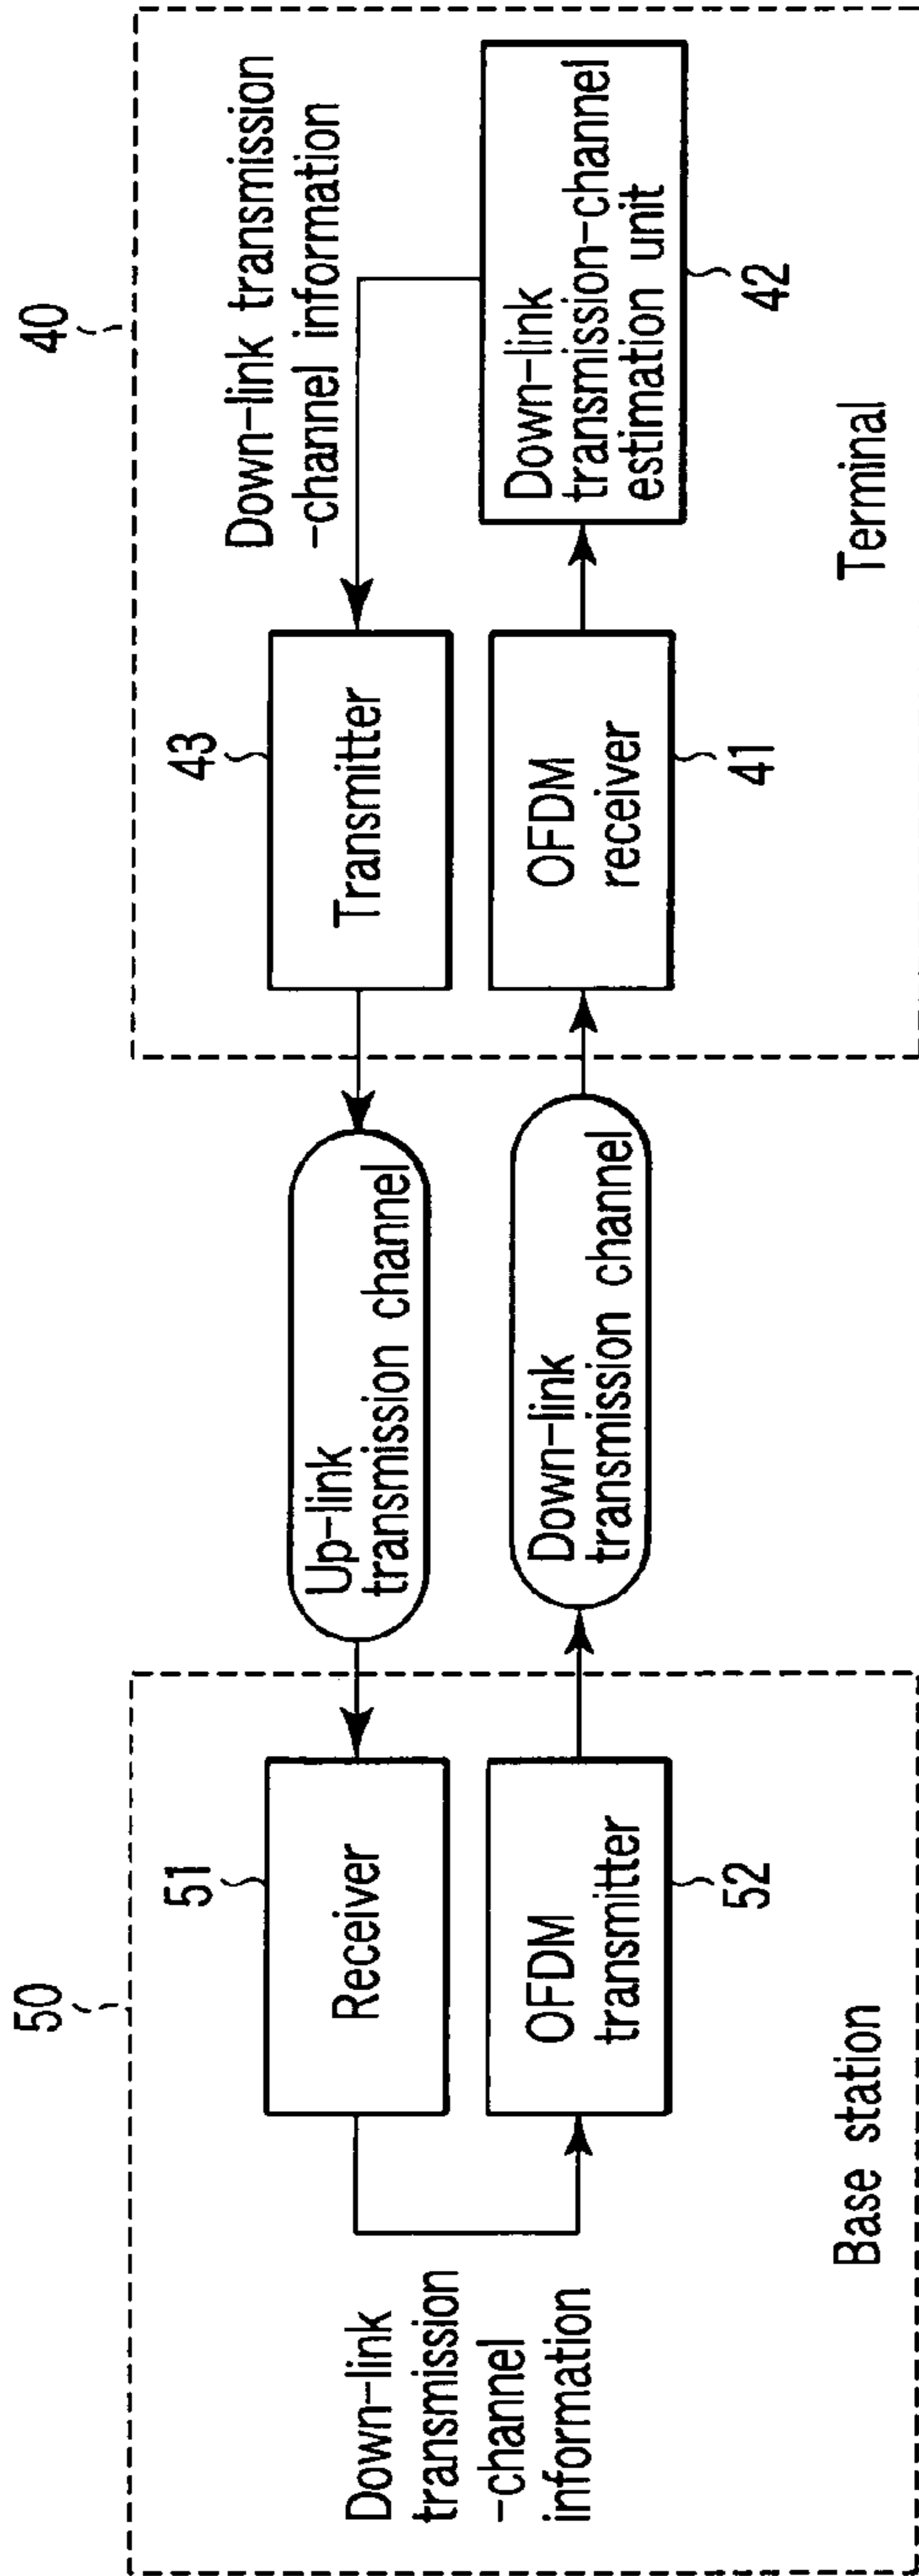 50
51
Receiver
Down-link
transmission
-channel
information
OFDM
transmitter
52
Base station
Up-link
transmission channel
Down-link
transmission channel
40
43
Transmitter
Down-link transmission
-channel information
OFDM
receiver
41
Down-link
transmission-channel
estimation unit
42
Terminal